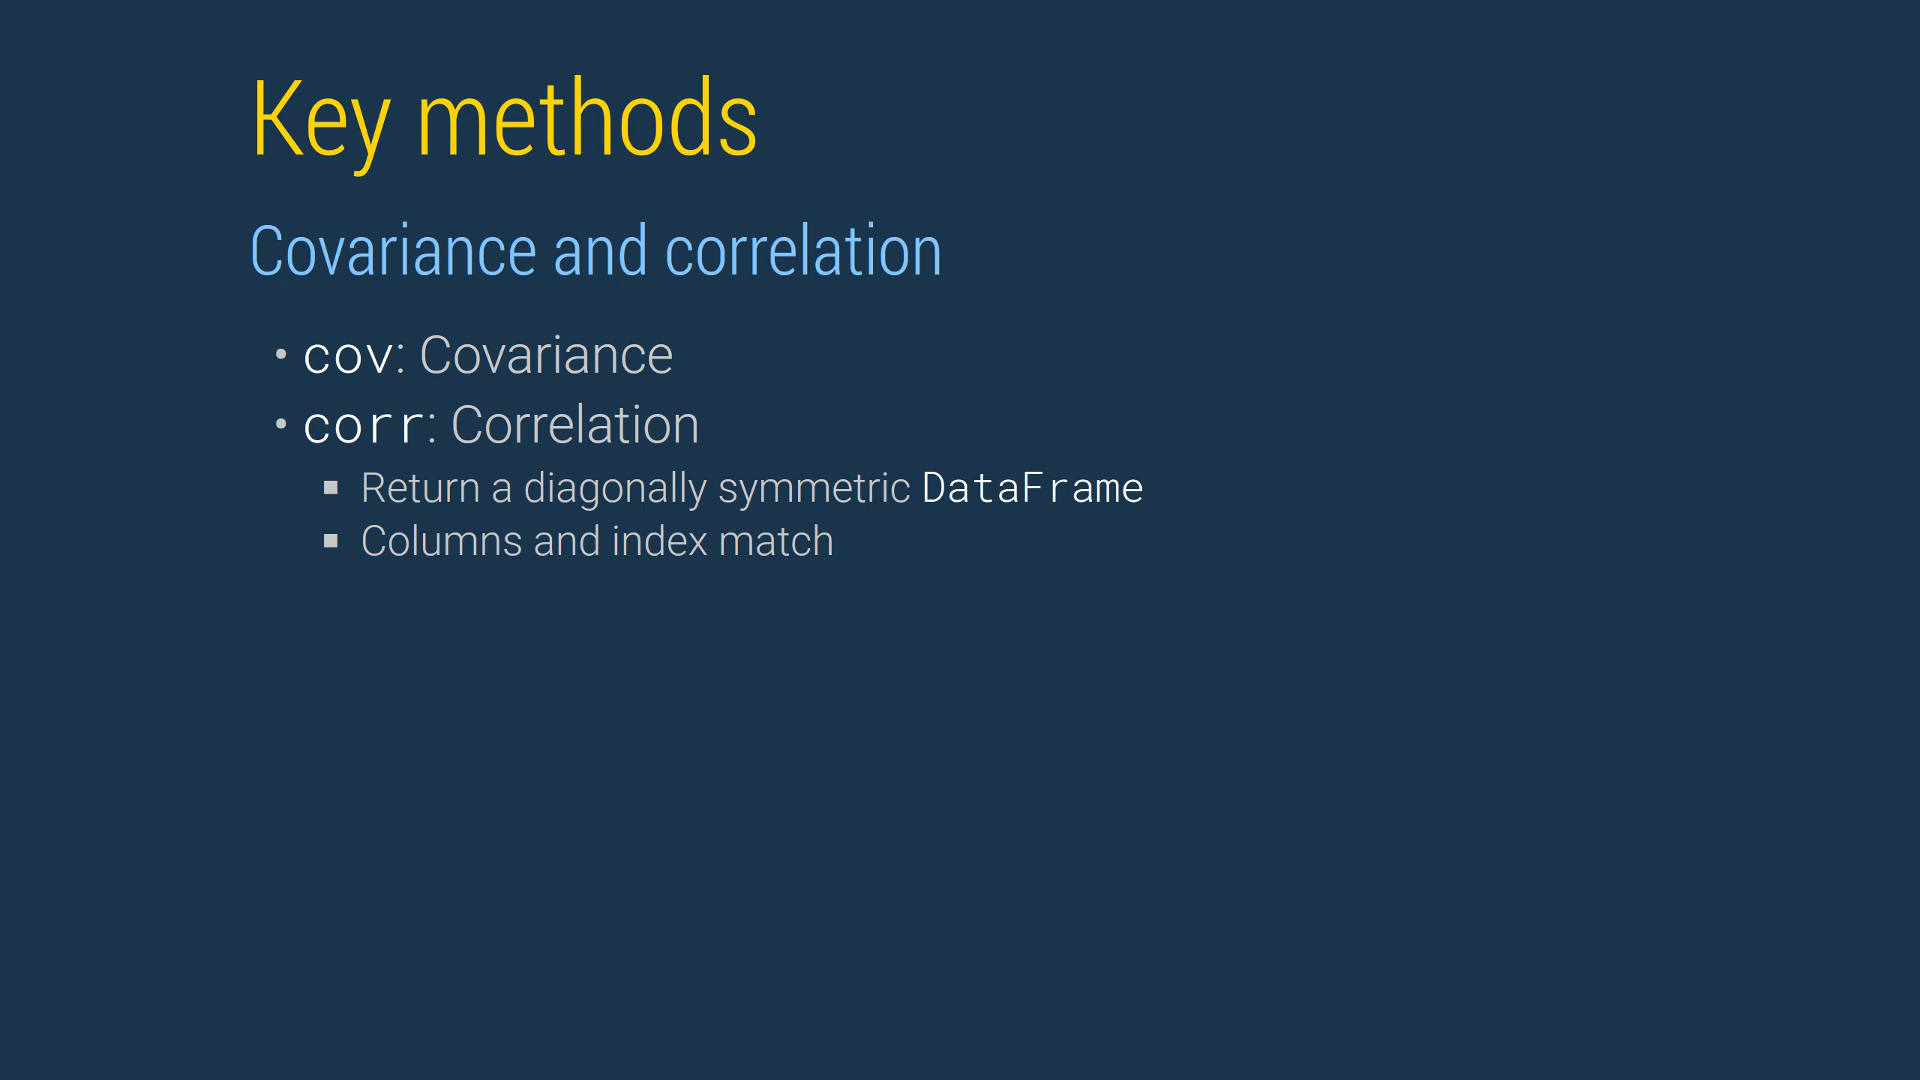 Key methods
Covariance and correlation
• cov: Covariance
• corr: Correlation
▪ Return a diagonally symmetric DataFrame
▪ Columns and index match